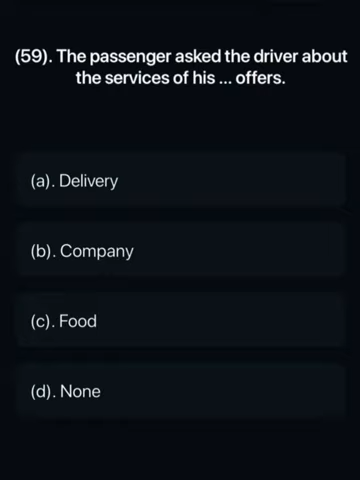 (59). The passenger asked the driver about
the services of his ... offers.
(a). Delivery
(b). Company
(c). Food
(d). None